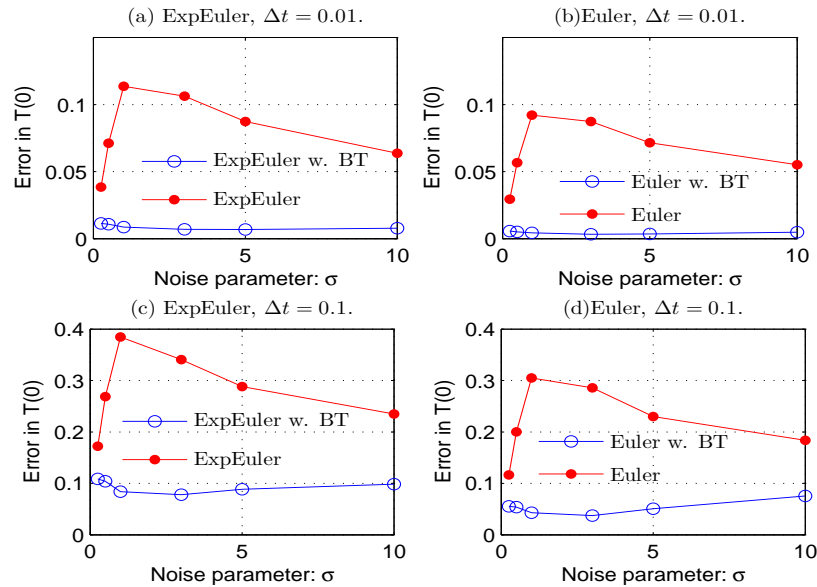 (a) ExpEuler, Δt = 0.01.
Error in T(0)
0.1
0.05
0
ExpEuler w. BT
ExpEuler
0 5 10
Noise parameter: σ
(b)Euler, Δt = 0.01.
Error in T(0)
0.1
0.05
0
Euler w. BT
Euler
0 5 10
Noise parameter: σ
(c) ExpEuler, Δt = 0.1.
Error in T(0)
0.4
0.3
0.2
0.1
0
ExpEuler w. BT
ExpEuler
0 5 10
Noise parameter: σ
(d)Euler, Δt = 0.1.
Error in T(0)
0.4
0.3
0.2
0.1
0
Euler w. BT
Euler
0 5 10
Noise parameter: σ